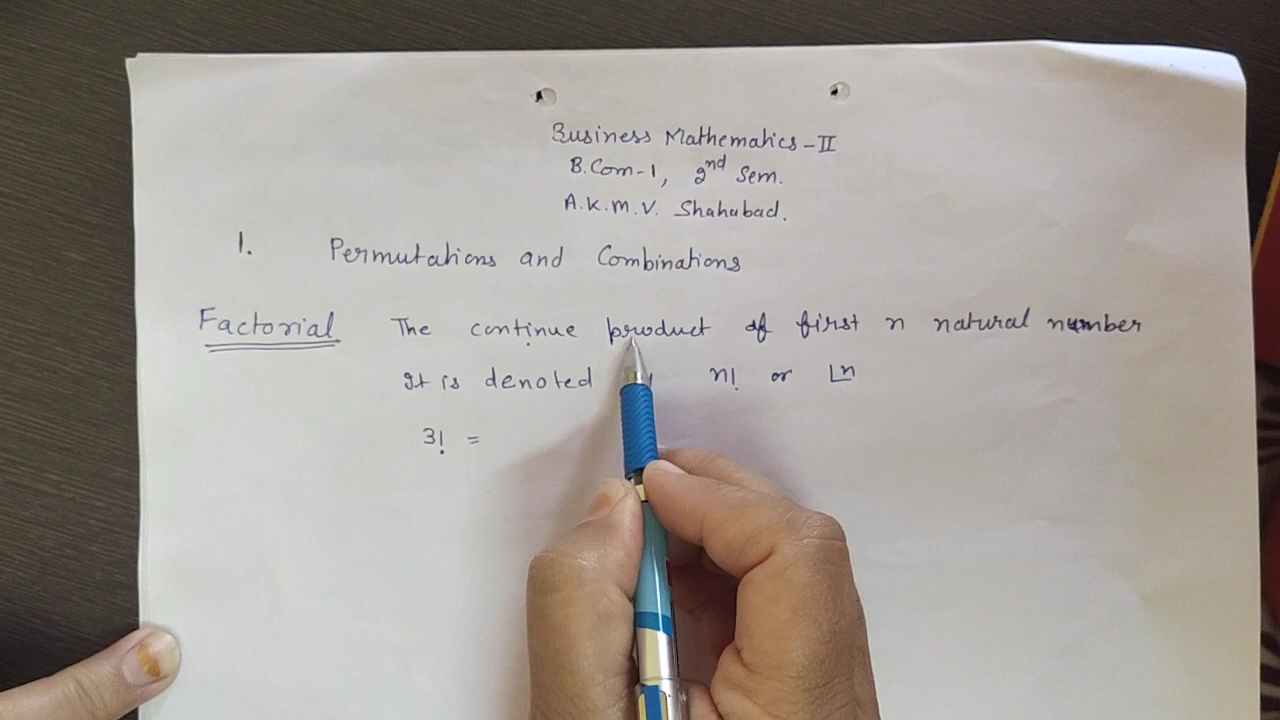 Business Mathematics-II
B.Com-1, 2nd Sem.
A.K.M.V. Shahabad.
1. Permutations and Combinations
Factorial The continue product of first n natural number
It is denoted n! or ∟n
3! =